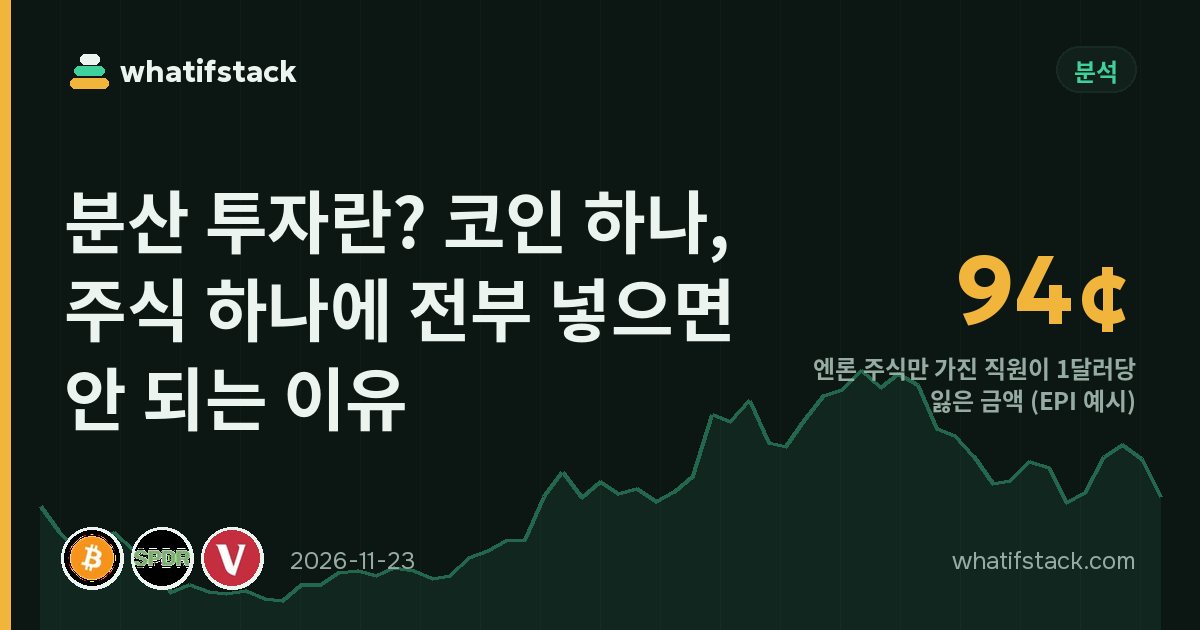 whatifstack
분석
분산 투자란? 코인 하나,
주식 하나에 전부 넣으면
안 되는 이유
94¢
엔론 주식만 가진 직원이 1달러당
잃은 금액 (EPI 예시)
SPDR
V
2026-11-23
whatifstack.com